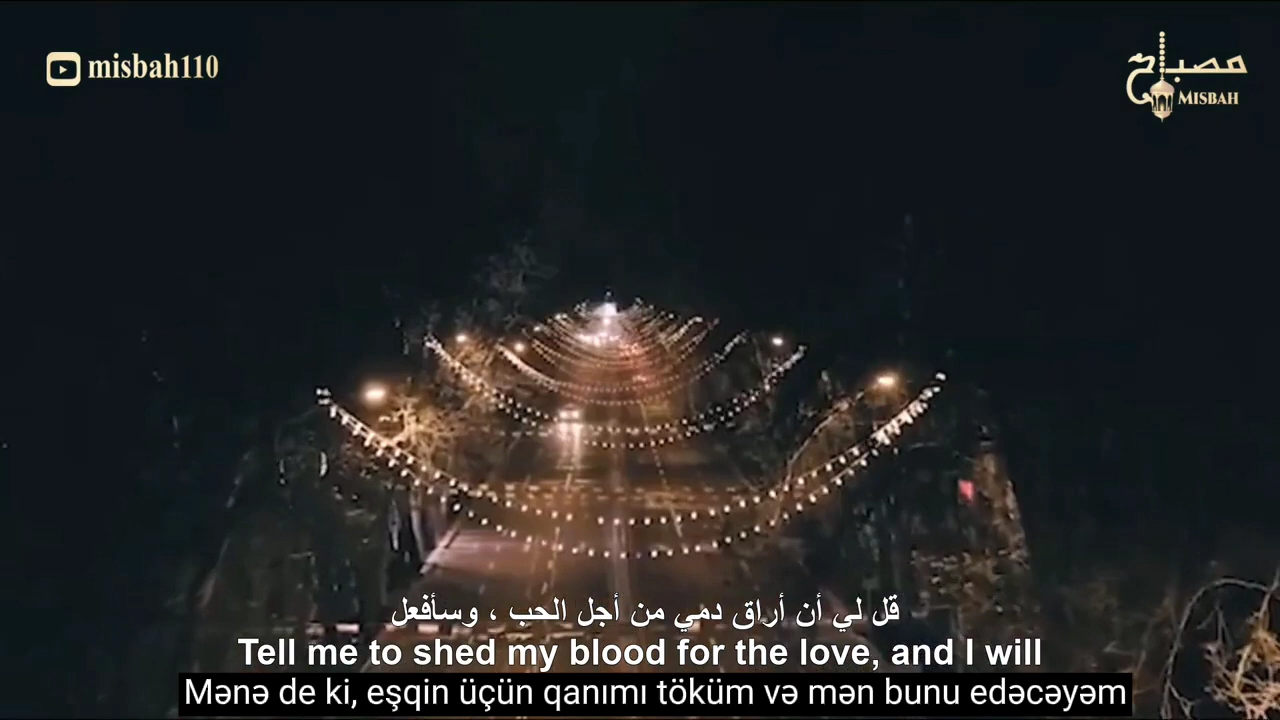 misbah110
مصباح
MISBAH
قل لي أن أراق دمي من أجل الحب ، وسأفعل
Tell me to shed my blood for the love, and I will
Mənə de ki, eşqin üçün qanımı töküm və mən bunu edəcəyəm